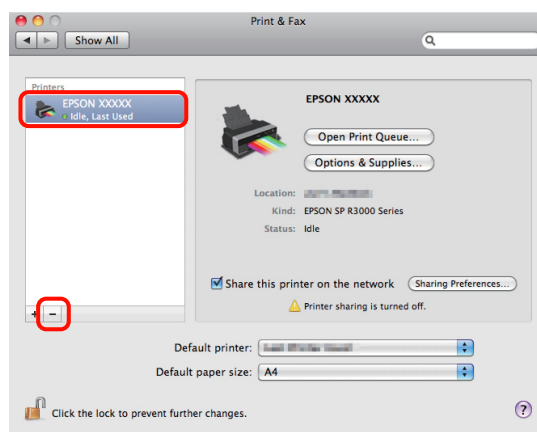 Print & Fax
Show All
Printers
EPSON XXXXX
Idle, Last Used
EPSON XXXXX
Open Print Queue...
Options & Supplies...
Location:
Kind: EPSON SP R3000 Series
Status: Idle
Share this printer on the network Sharing Preferences...
Printer sharing is turned off.
+ −
Default printer:
Default paper size: A4
Click the lock to prevent further changes.
?